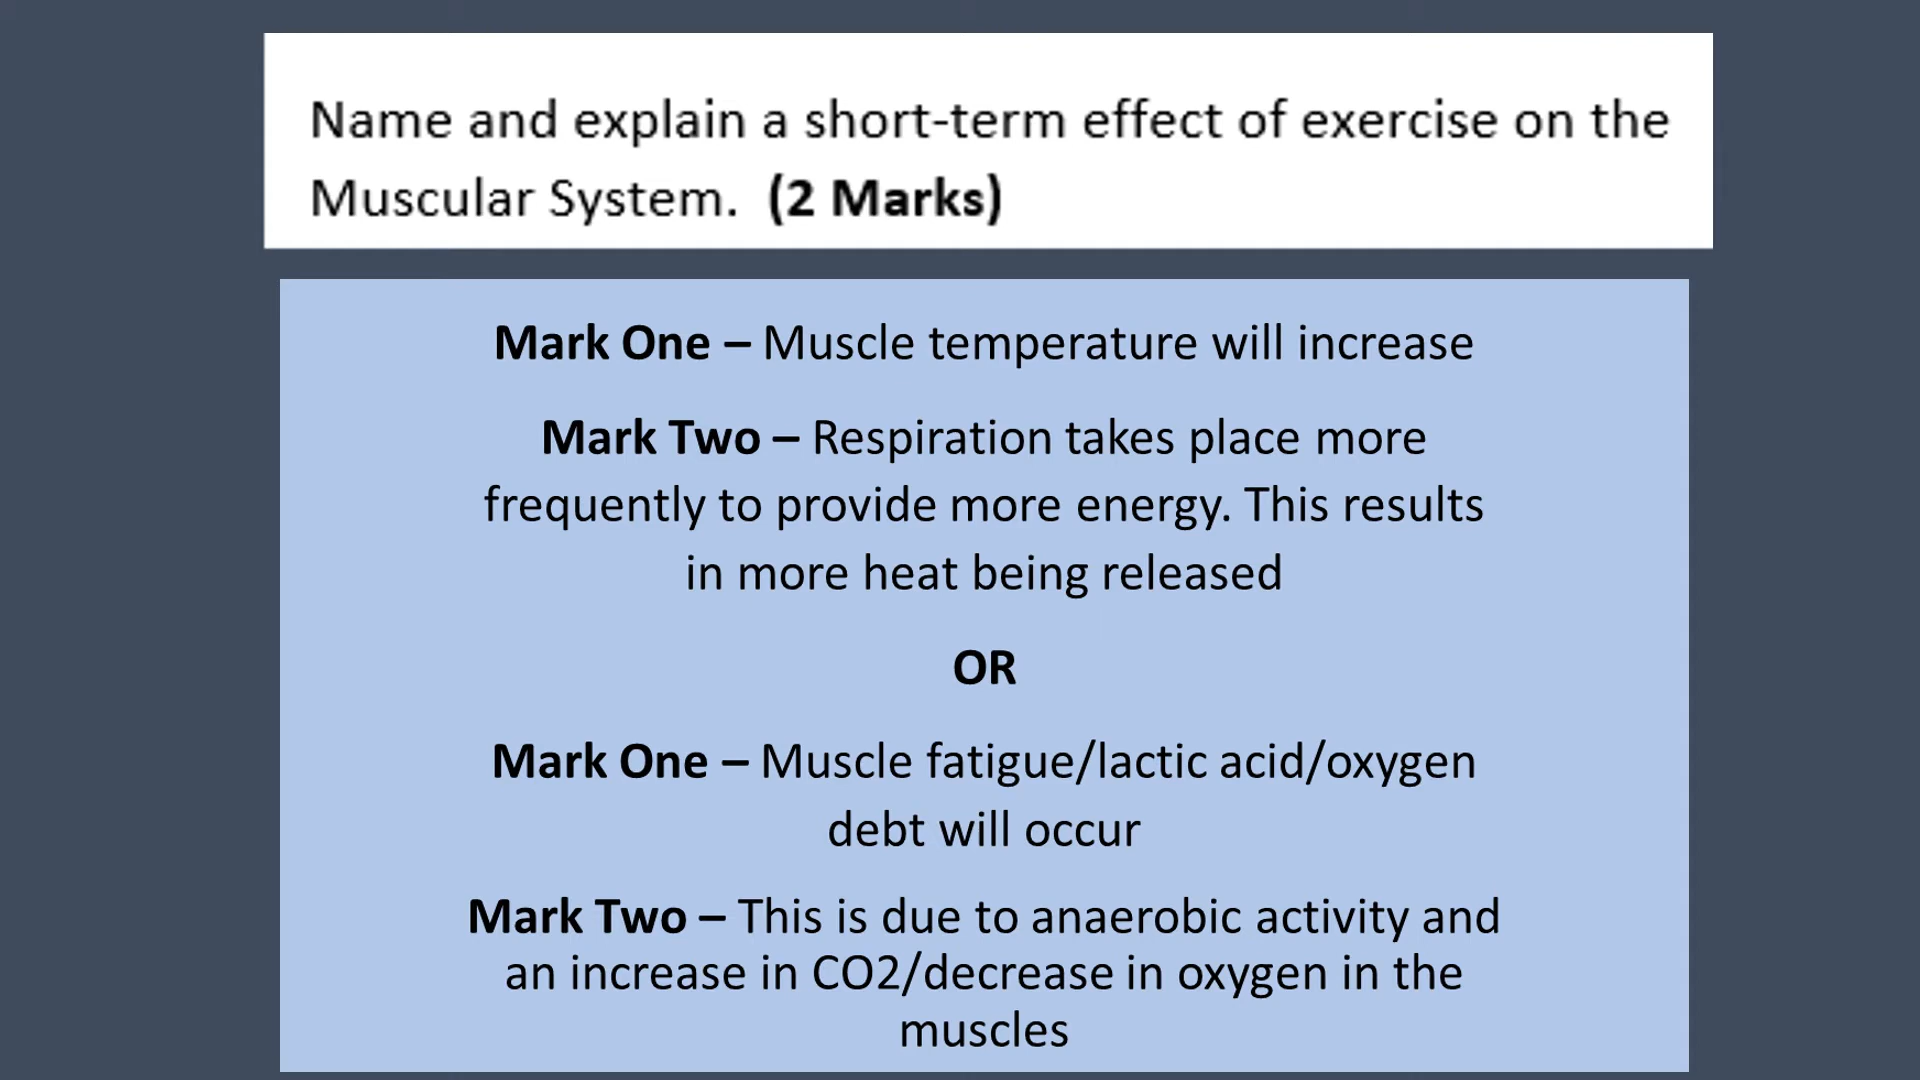 Name and explain a short-term effect of exercise on the
Muscular System. (2 Marks)
Mark One – Muscle temperature will increase
Mark Two – Respiration takes place more
frequently to provide more energy. This results
in more heat being released
OR
Mark One – Muscle fatigue/lactic acid/oxygen
debt will occur
Mark Two – This is due to anaerobic activity and
an increase in CO2/decrease in oxygen in the
muscles